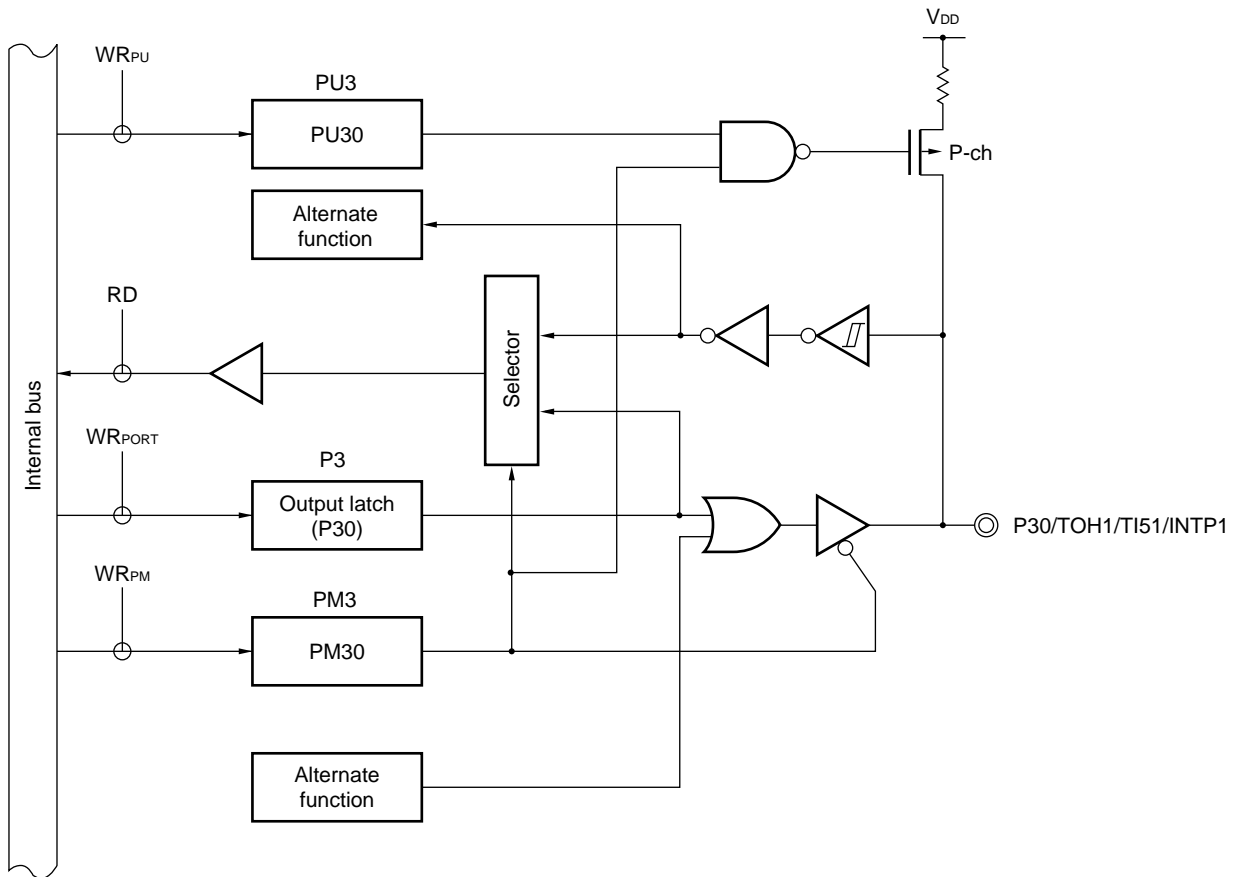 VDD
WRPU
PU3
PU30
P-ch
Alternate
function
RD
Selector
Internal bus
WRPORT
P3
Output latch
(P30)
P30/TOH1/TI51/INTP1
WRPM
PM3
PM30
Alternate
function